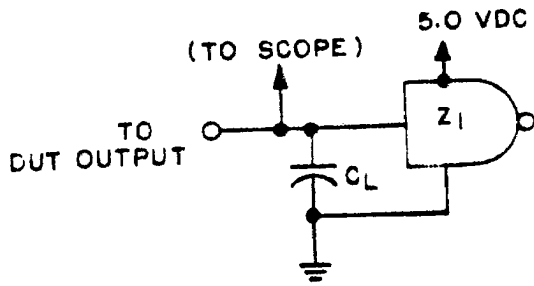 5.0 VDC
(TO SCOPE)
TO
DUT OUTPUT
Z1
CL